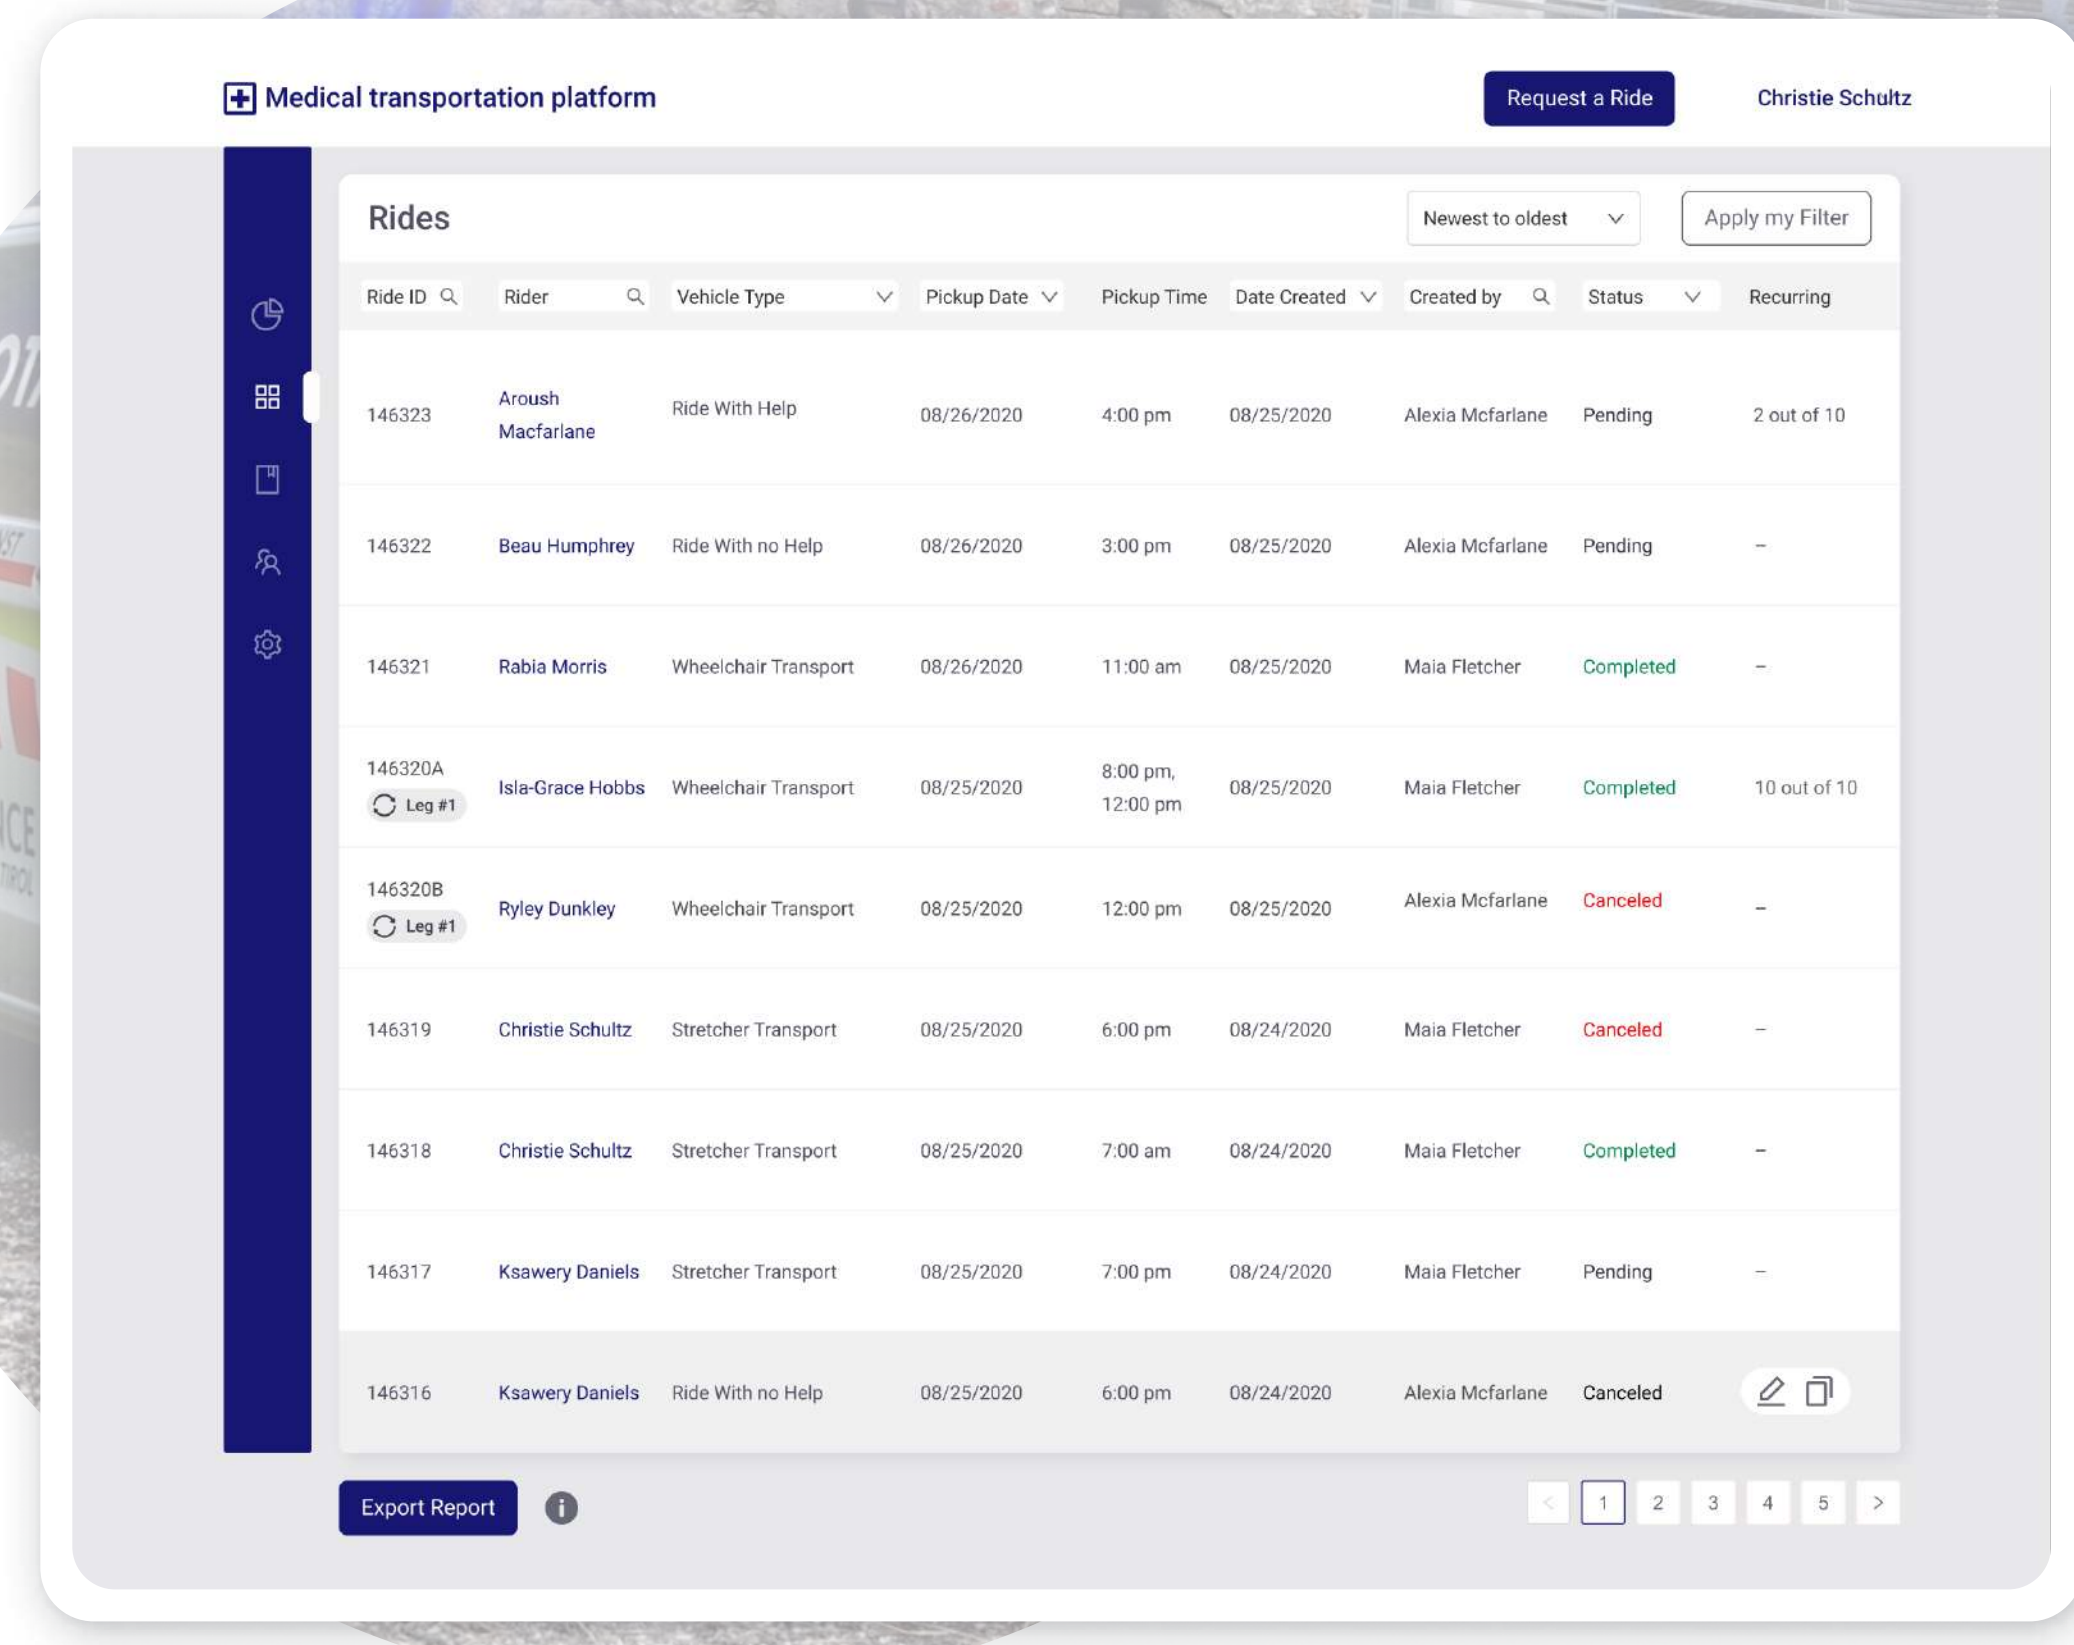 Medical transportation platform
Request a Ride
Christie Schultz
Rides
Newest to oldest
Apply my Filter
Ride ID Rider Vehicle Type Pickup Date Pickup Time Date Created Created by Status Recurring
146323 Aroush Macfarlane Ride With Help 08/26/2020 4:00 pm 08/25/2020 Alexia Mcfarlane Pending 2 out of 10
146322 Beau Humphrey Ride With no Help 08/26/2020 3:00 pm 08/25/2020 Alexia Mcfarlane Pending –
146321 Rabia Morris Wheelchair Transport 08/26/2020 11:00 am 08/25/2020 Maia Fletcher Completed –
146320A Leg #1 Isla-Grace Hobbs Wheelchair Transport 08/25/2020 8:00 pm, 12:00 pm 08/25/2020 Maia Fletcher Completed 10 out of 10
146320B Leg #1 Ryley Dunkley Wheelchair Transport 08/25/2020 12:00 pm 08/25/2020 Alexia Mcfarlane Canceled –
146319 Christie Schultz Stretcher Transport 08/25/2020 6:00 pm 08/24/2020 Maia Fletcher Canceled –
146318 Christie Schultz Stretcher Transport 08/25/2020 7:00 am 08/24/2020 Maia Fletcher Completed –
146317 Ksawery Daniels Stretcher Transport 08/25/2020 7:00 pm 08/24/2020 Maia Fletcher Pending –
146316 Ksawery Daniels Ride With no Help 08/25/2020 6:00 pm 08/24/2020 Alexia Mcfarlane Canceled
Export Report
< 1 2 3 4 5 >
TIROL